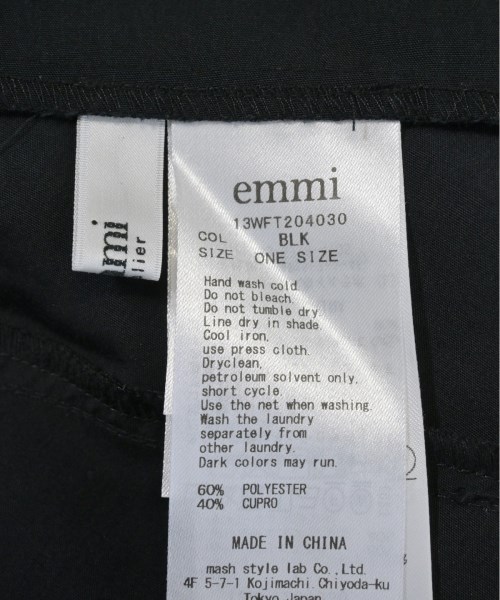 emmi
13WFT204030
COL BLK
SIZE ONE SIZE
Hand wash cold.
Do not bleach.
Do not tumble dry.
Line dry in shade.
Cool iron,
use press cloth.
Dryclean,
petroleum solvent only,
short cycle.
Use the net when washing.
Wash the laundry
separately from
other laundry.
Dark colors may run.
60% POLYESTER
40% CUPRO
MADE IN CHINA
mash style lab Co.,Ltd.
4F 5-7-1 Kojimachi, Chiyoda-ku
Tokyo Japan
mmi
lier